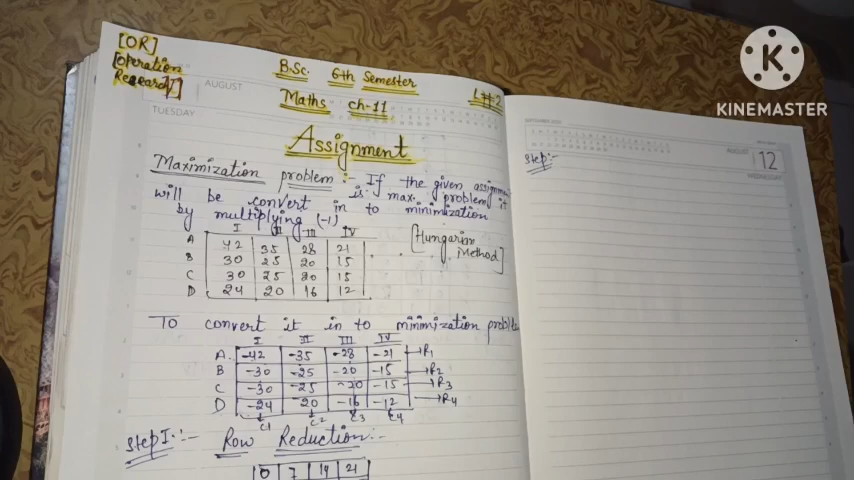 [OR]
[Operation
Research]
B.Sc. 6th Semester
Maths ch-11
L#2
AUGUST
TUESDAY
Assignment
Maximization problem :- If the given assignm
will be convert is max. problem it
by multiplying (-1) in to minimization
I II III IV
A 42 35 28 21
B 30 25 20 15
C 30 25 20 15
D 24 20 16 12
[Hungarian
Method]
To convert it in to minimization proble
I II III IV
A -42 -35 -28 -21 →R1
B -30 -25 -20 -15 →R2
C -30 -25 -20 -15 →R3
D -24 -20 -16 -12 →R4
C1 C2 C3 C4
Step I :- Row Reduction :-
0 7 14 21
AUGUST 12
WEDNESDAY
Step :-
KINEMASTER